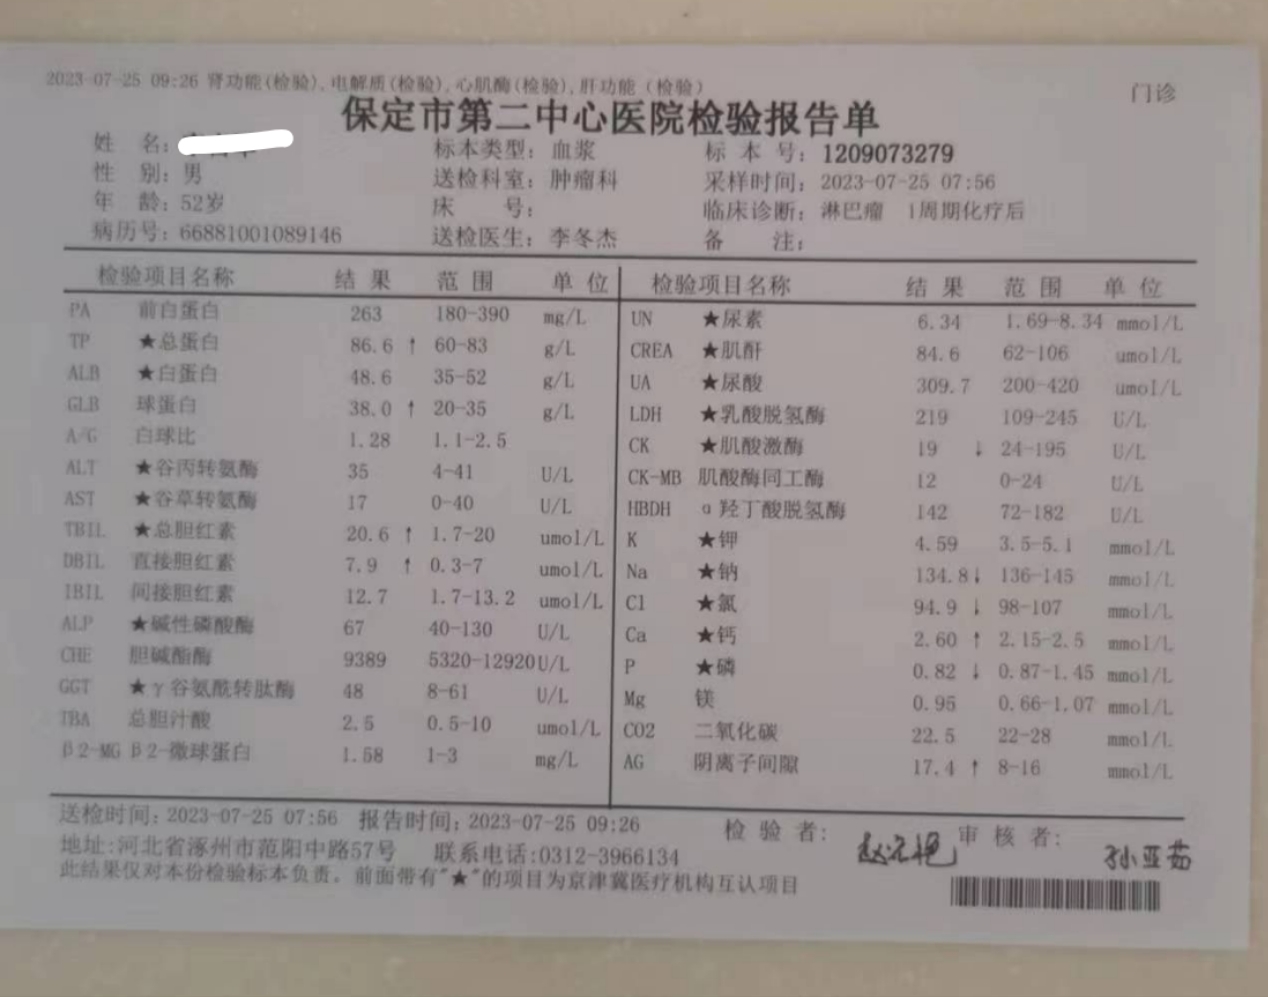 2023-07-25 09:26 肾功能(检验),电解质(检验),心肌酶(检验),肝功能(检验)
门诊
保定市第二中心医院检验报告单
姓 名:
标本类型: 血浆
标 本 号: 1209073279
性 别: 男
送检科室: 肿瘤科
采样时间: 2023-07-25 07:56
年 龄: 52岁
床 号:
临床诊断: 淋巴瘤 1周期化疗后
病历号: 66881001089146
送检医生: 李冬杰
备 注:
检验项目名称 结 果 范 围 单 位
PA 前白蛋白 263 180-390 mg/L
TP ★总蛋白 86.6 ↑ 60-83 g/L
ALB ★白蛋白 48.6 35-52 g/L
GLB 球蛋白 38.0 ↑ 20-35 g/L
A/G 白球比 1.28 1.1-2.5
ALT ★谷丙转氨酶 35 4-41 U/L
AST ★谷草转氨酶 17 0-40 U/L
TBIL ★总胆红素 20.6 ↑ 1.7-20 umol/L
DBIL 直接胆红素 7.9 ↑ 0.3-7 umol/L
IBIL 间接胆红素 12.7 1.7-13.2 umol/L
ALP ★碱性磷酸酶 67 40-130 U/L
CHE 胆碱酯酶 9389 5320-12920 U/L
GGT ★γ谷氨酰转肽酶 48 8-61 U/L
TBA 总胆汁酸 2.5 0.5-10 umol/L
β2-MG β2-微球蛋白 1.58 1-3 mg/L
检验项目名称 结 果 范 围 单 位
UN ★尿素 6.34 1.69-8.34 mmol/L
CREA ★肌酐 84.6 62-106 umol/L
UA ★尿酸 309.7 200-420 umol/L
LDH ★乳酸脱氢酶 219 109-245 U/L
CK ★肌酸激酶 19 ↓ 24-195 U/L
CK-MB 肌酸酶同工酶 12 0-24 U/L
HBDH α羟丁酸脱氢酶 142 72-182 U/L
K ★钾 4.59 3.5-5.1 mmol/L
Na ★钠 134.8↓ 136-145 mmol/L
Cl ★氯 94.9 ↓ 98-107 mmol/L
Ca ★钙 2.60 ↑ 2.15-2.5 mmol/L
P ★磷 0.82 ↓ 0.87-1.45 mmol/L
Mg 镁 0.95 0.66-1.07 mmol/L
CO2 二氧化碳 22.5 22-28 mmol/L
AG 阴离子间隙 17.4 ↑ 8-16 mmol/L
送检时间: 2023-07-25 07:56 报告时间: 2023-07-25 09:26 检 验 者: 审 核 者: 孙亚茹
地址:河北省涿州市范阳中路57号 联系电话:0312-3966134
此结果仅对本份检验标本负责。前面带有"★"的项目为京津冀医疗机构互认项目